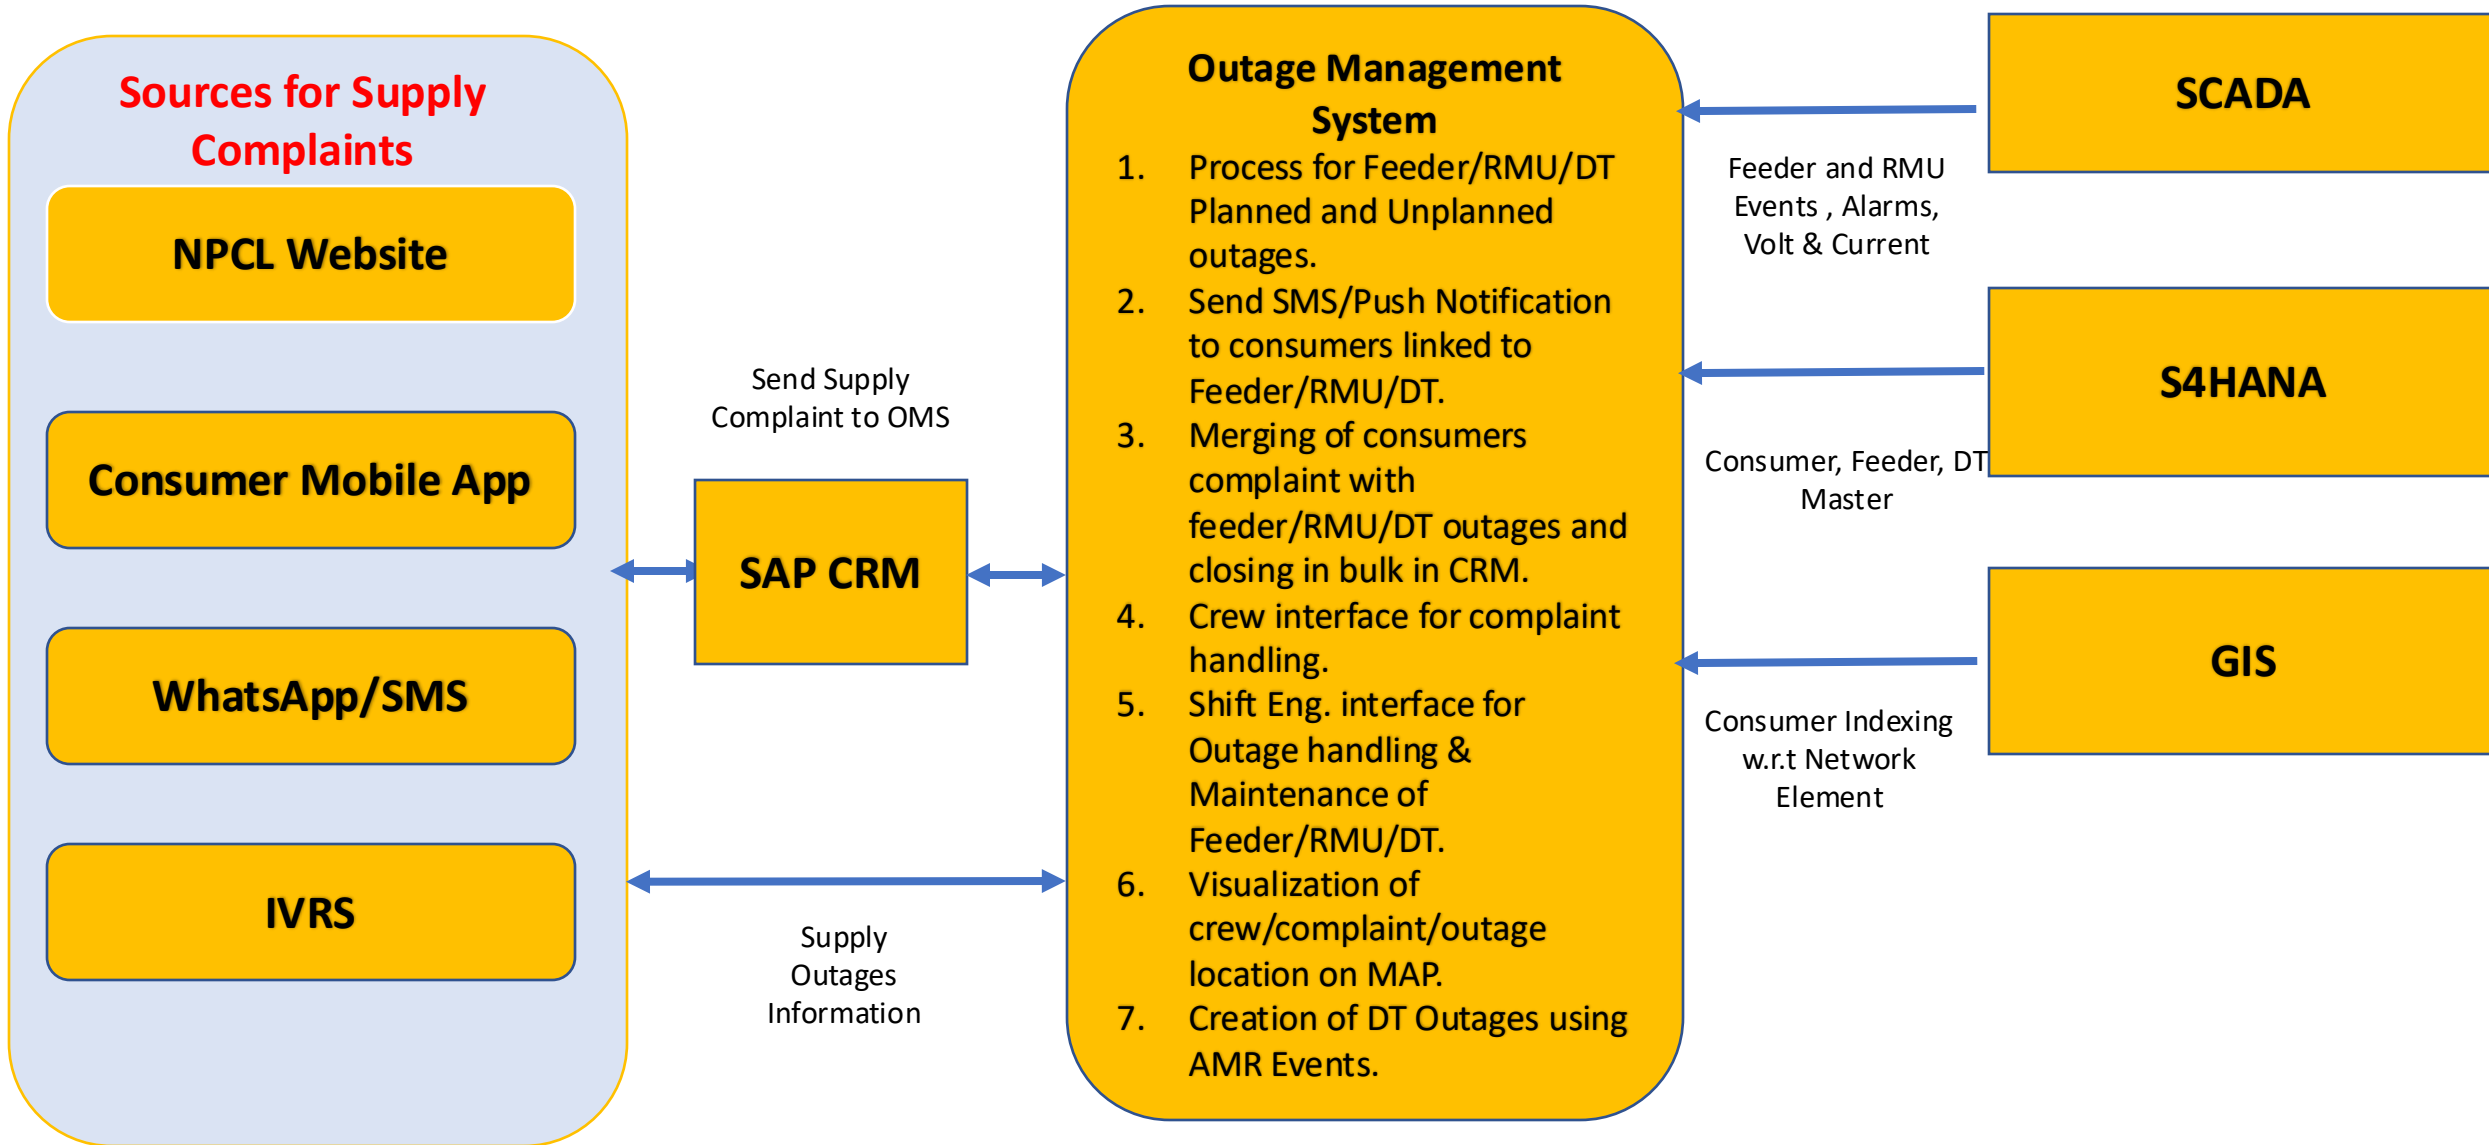 Sources for Supply
Complaints
NPCL Website
Consumer Mobile App
WhatsApp/SMS
IVRS
Send Supply
Complaint to OMS
SAP CRM
Supply
Outages
Information
Outage Management
System
1. Process for Feeder/RMU/DT
Planned and Unplanned
outages.
2. Send SMS/Push Notification
to consumers linked to
Feeder/RMU/DT.
3. Merging of consumers
complaint with
feeder/RMU/DT outages and
closing in bulk in CRM.
4. Crew interface for complaint
handling.
5. Shift Eng. interface for
Outage handling &
Maintenance of
Feeder/RMU/DT.
6. Visualization of
crew/complaint/outage
location on MAP.
7. Creation of DT Outages using
AMR Events.
SCADA
Feeder and RMU
Events , Alarms,
Volt & Current
S4HANA
Consumer, Feeder, DT
Master
GIS
Consumer Indexing
w.r.t Network
Element